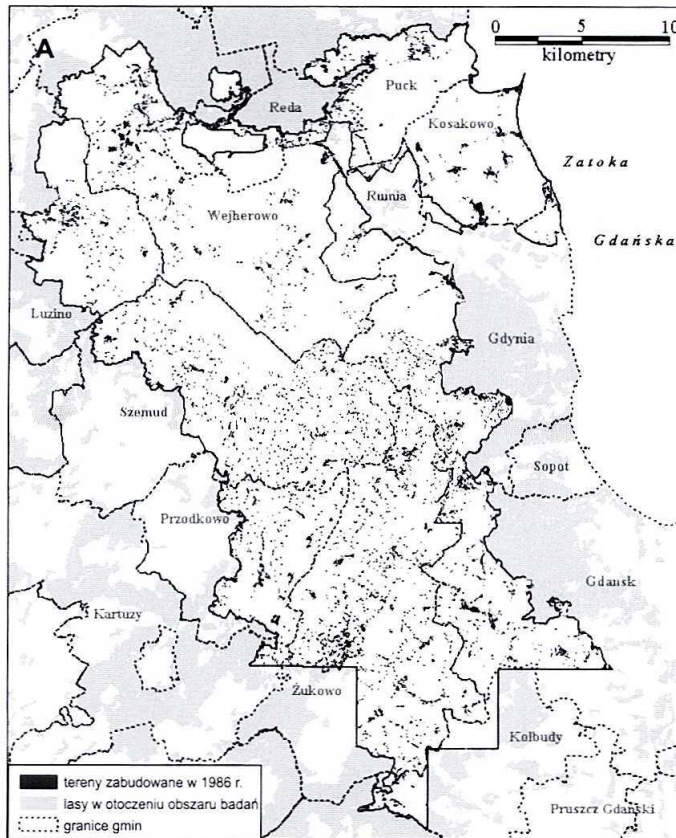 A
0 5 10
kilometry
Puck
Reda
Kosakowo
Zatoka
Rumia
Wejherowo
Gdańska
Luzino
Gdynia
Szemud
Sopot
Przodkowo
Gdańsk
Kartuzy
Żukowo
Kolbudy
tereny zabudowane w 1986 r.
lasy w otoczeniu obszaru badań
Pruszcz Gdański
granice gmin